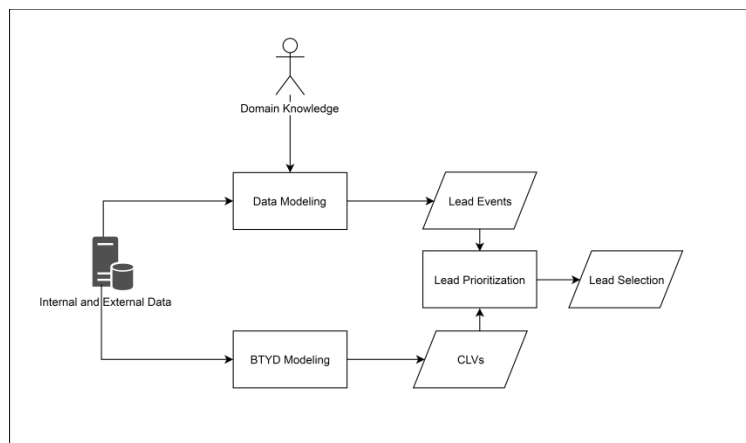 Domain Knowledge
Data Modeling
Lead Events
Lead Prioritization
Lead Selection
Internal and External Data
BTYD Modeling
CLVs